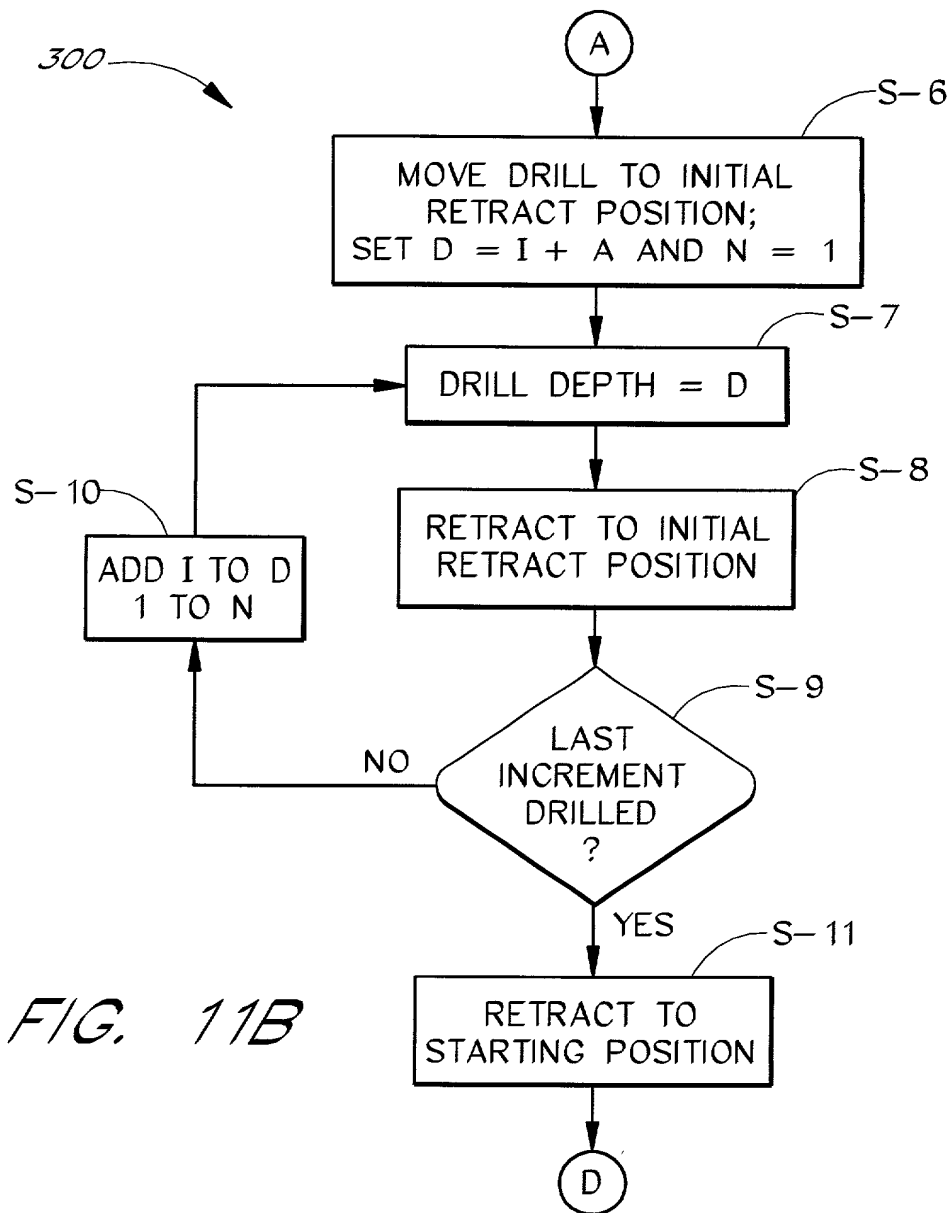 300
A
S-6
MOVE DRILL TO INITIAL
RETRACT POSITION;
SET D = I + A AND N = 1
S-7
DRILL DEPTH = D
S-8
RETRACT TO INITIAL
RETRACT POSITION
S-10
ADD I TO D
1 TO N
S-9
LAST
INCREMENT
DRILLED
?
NO
YES
S-11
RETRACT TO
STARTING POSITION
FIG. 11B
D